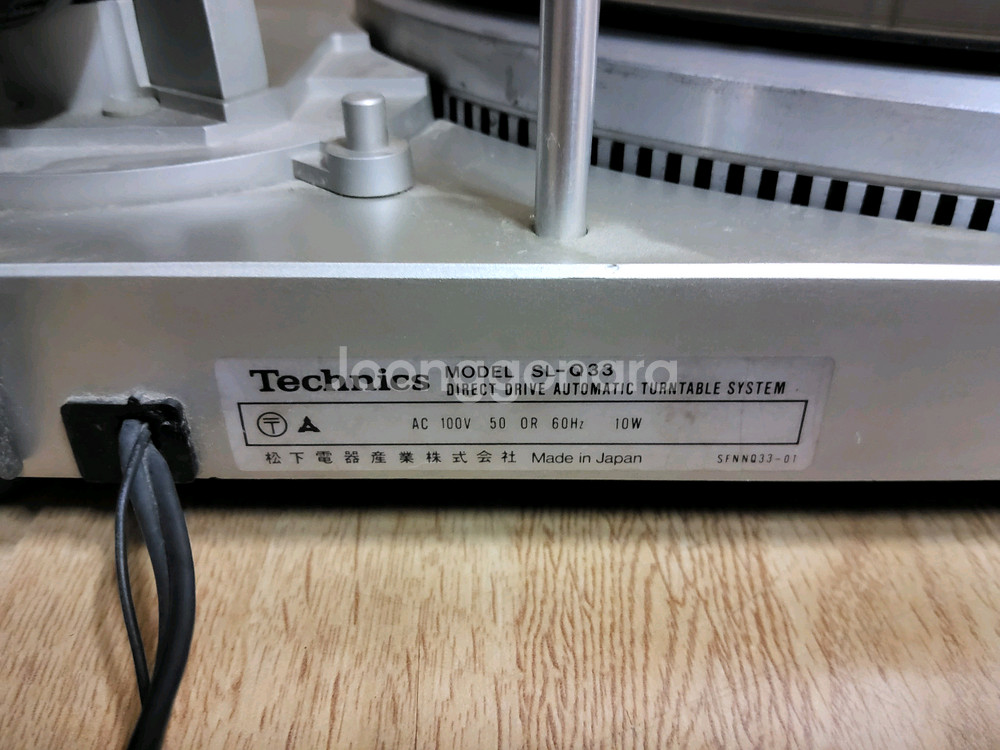 Technics MODEL SL-Q33
DIRECT DRIVE AUTOMATIC TURNTABLE SYSTEM
〒 AC 100V 50 OR 60Hz 10W
松下電器産業株式会社 Made in Japan SFNNQ33-01
loonggopara